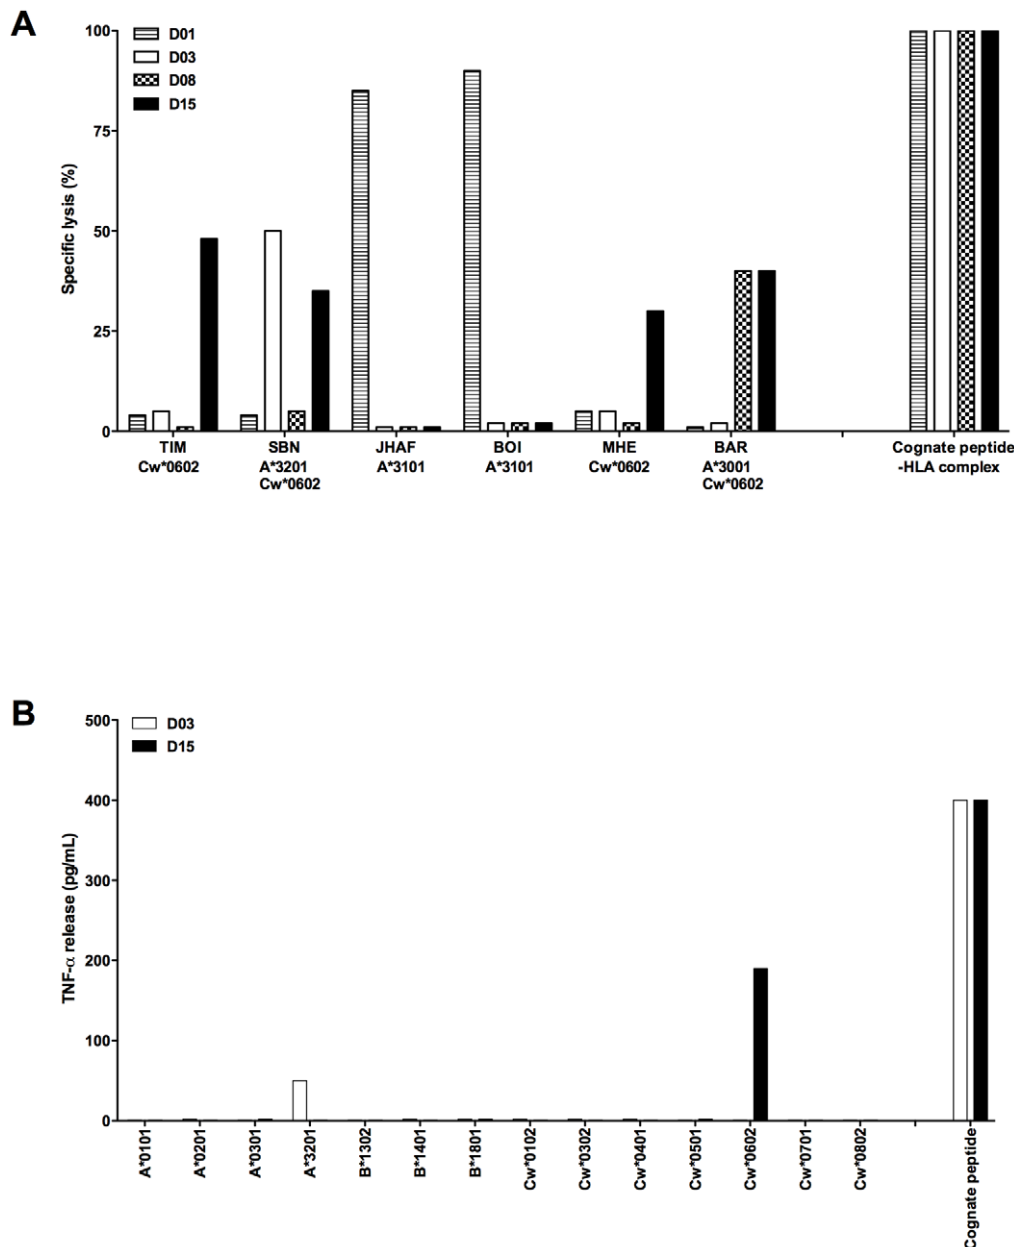 A
D01
D03
D08
D15
Specific lysis (%)
100
75
50
25
0
TIM
Cw*0602
SBN
A*3201
Cw*0602
JHAF
A*3101
BOI
A*3101
MHE
Cw*0602
BAR
A*3001
Cw*0602
Cognate peptide
-HLA complex
B
D03
D15
TNF-α release (pg/mL)
500
400
300
200
100
0
A*0101
A*0201
A*0301
A*3201
B*1302
B*1401
B*1801
Cw*0102
Cw*0302
Cw*0401
Cw*0501
Cw*0602
Cw*0701
Cw*0802
Cognate peptide